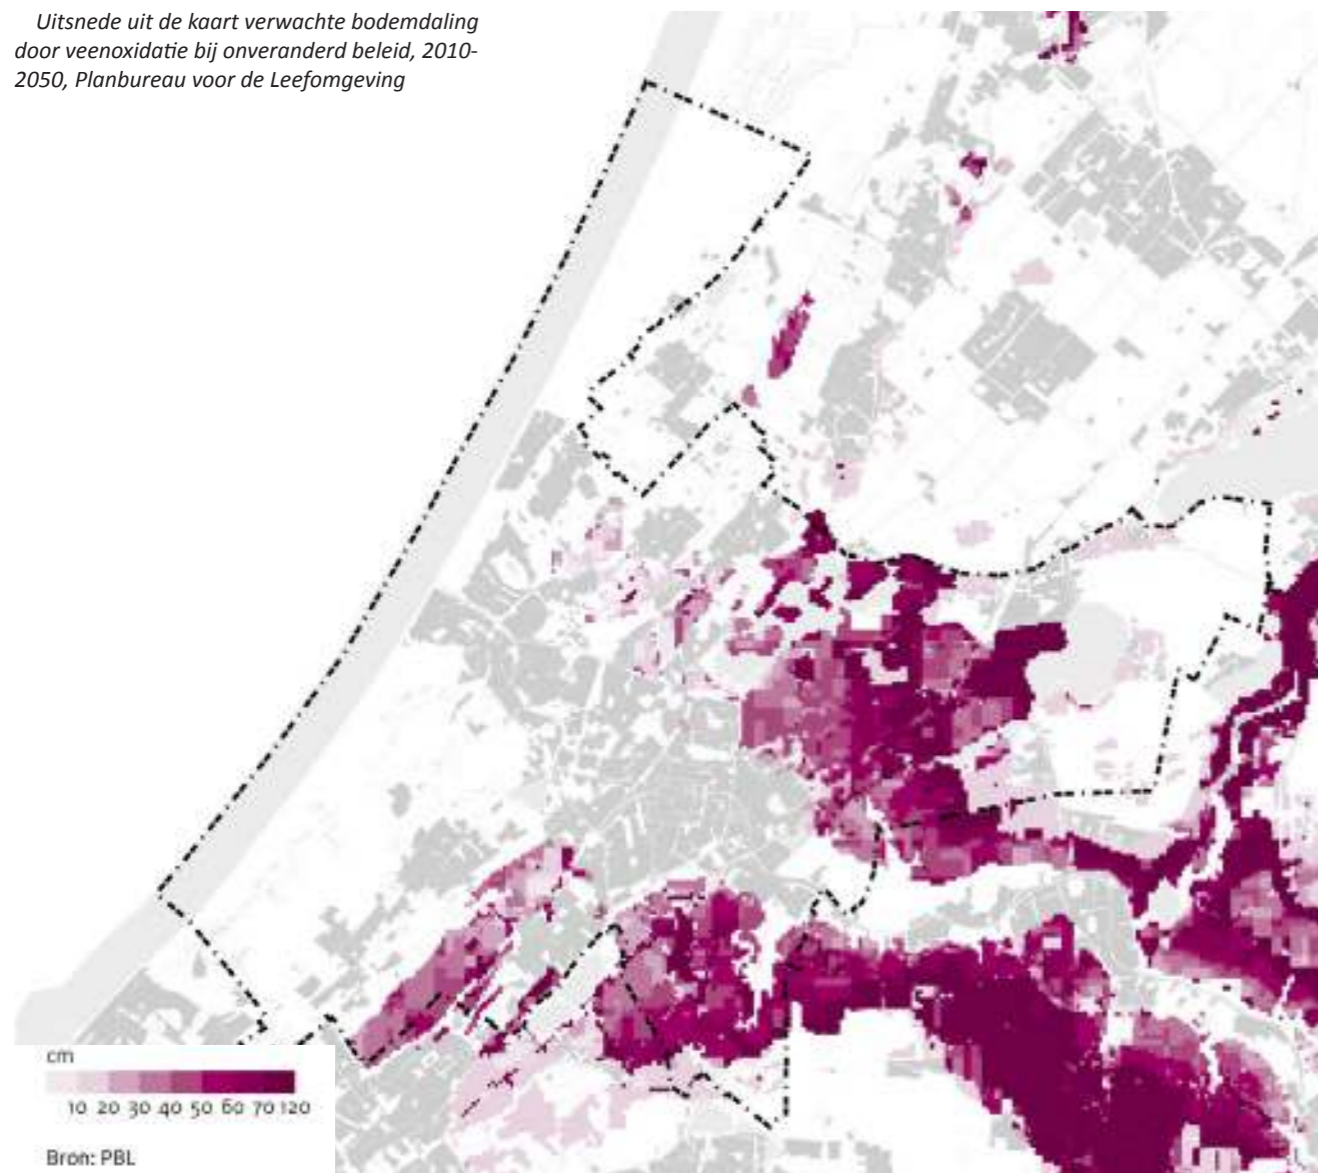 Uitsnede uit de kaart verwachte bodemdaling
door veenoxidatie bij onveranderd beleid, 2010-
2050, Planbureau voor de Leefomgeving
cm
10 20 30 40 50 60 70 120
Bron: PBL